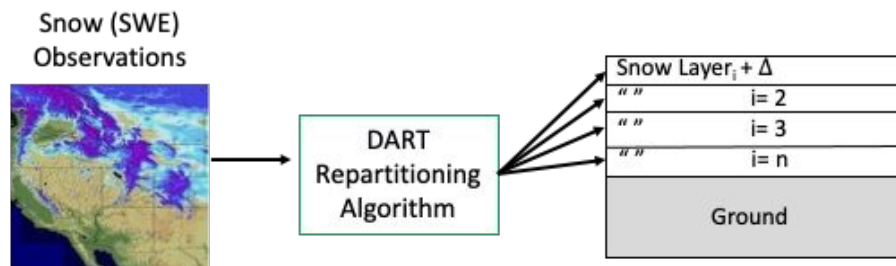 Snow (SWE)
Observations
DART
Repartitioning
Algorithm
Snow Layerᵢ + Δ
“ ” i= 2
“ ” i= 3
“ ” i= n
Ground